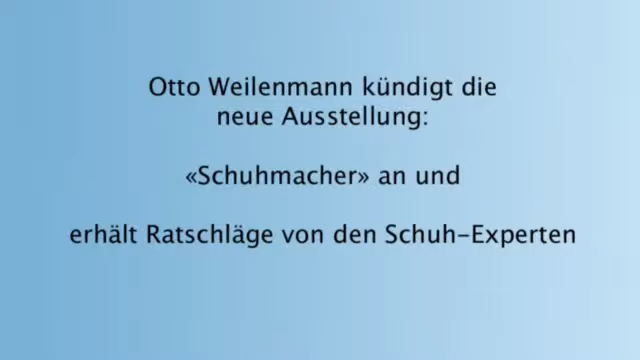 Otto Weilenmann kündigt die
neue Ausstellung:
«Schuhmacher» an und
erhält Ratschläge von den Schuh-Experten